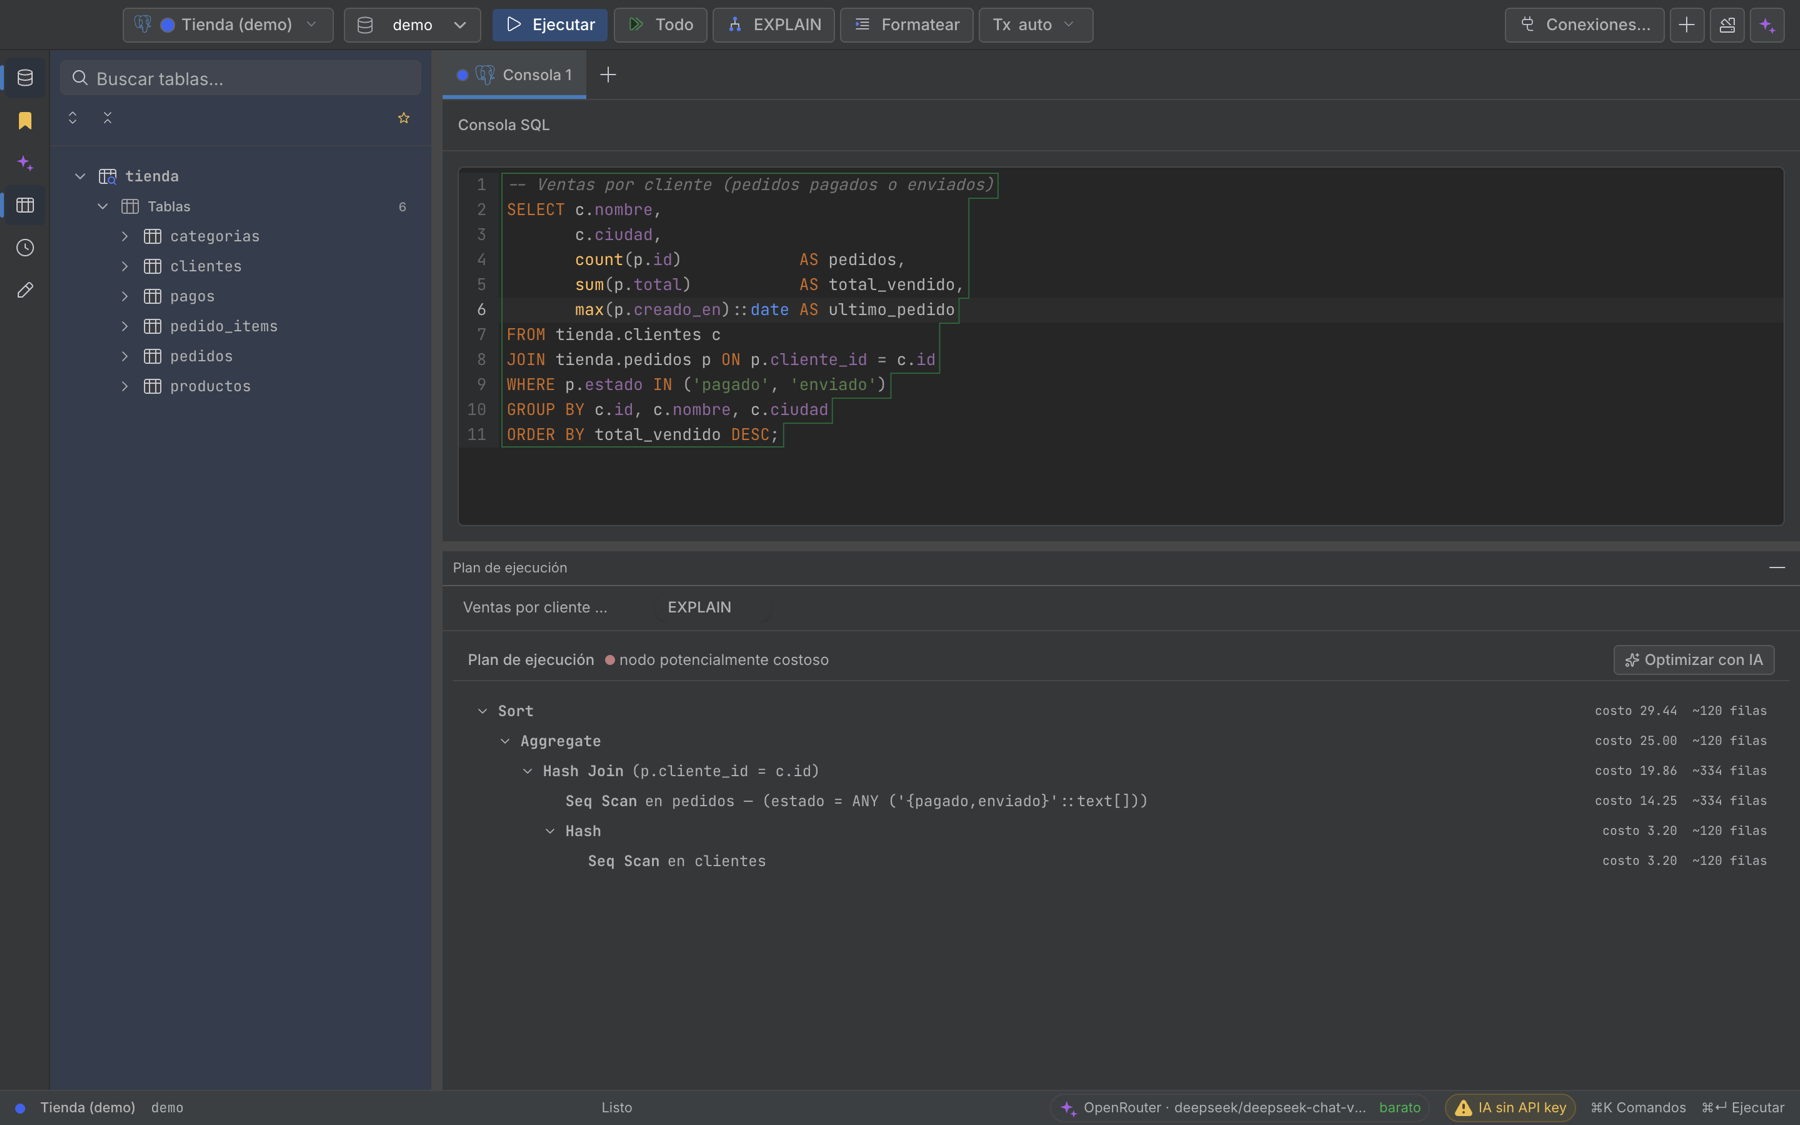 Tienda (demo)
demo
Ejecutar
Todo
EXPLAIN
Formatear
Tx auto
Conexiones...
Buscar tablas...
tienda
Tablas 6
categorias
clientes
pagos
pedido_items
pedidos
productos
Consola 1
Consola SQL
1 -- Ventas por cliente (pedidos pagados o enviados)
2 SELECT c.nombre,
3 c.ciudad,
4 count(p.id) AS pedidos,
5 sum(p.total) AS total_vendido,
6 max(p.creado_en)::date AS ultimo_pedido
7 FROM tienda.clientes c
8 JOIN tienda.pedidos p ON p.cliente_id = c.id
9 WHERE p.estado IN ('pagado', 'enviado')
10 GROUP BY c.id, c.nombre, c.ciudad
11 ORDER BY total_vendido DESC;
Plan de ejecución
Ventas por cliente ... EXPLAIN
Plan de ejecución nodo potencialmente costoso Optimizar con IA
Sort costo 29.44 ~120 filas
Aggregate costo 25.00 ~120 filas
Hash Join (p.cliente_id = c.id) costo 19.86 ~334 filas
Seq Scan en pedidos — (estado = ANY ('{pagado,enviado}'::text[])) costo 14.25 ~334 filas
Hash costo 3.20 ~120 filas
Seq Scan en clientes costo 3.20 ~120 filas
Tienda (demo) demo Listo OpenRouter · deepseek/deepseek-chat-v... barato IA sin API key ⌘K Comandos ⌘↵ Ejecutar